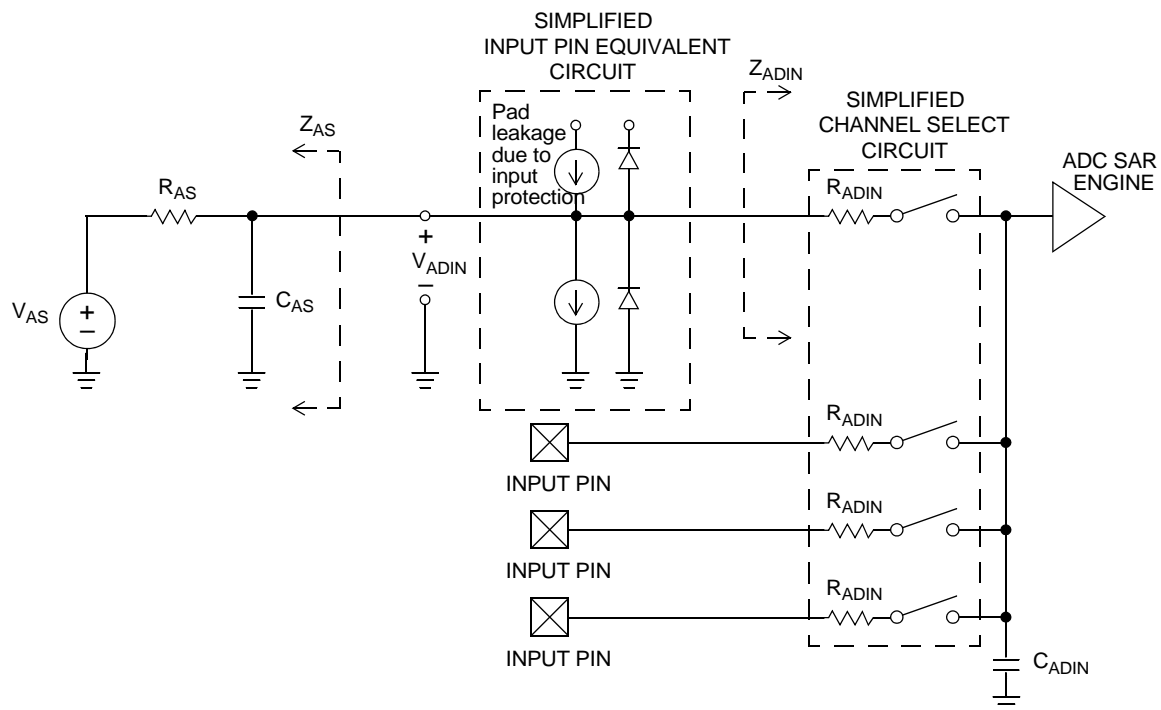 SIMPLIFIED
INPUT PIN EQUIVALENT
CIRCUIT
Pad
leakage
due to
input
protection
ZADIN
SIMPLIFIED
CHANNEL SELECT
CIRCUIT
ADC SAR
ENGINE
ZAS
RAS
RADIN
+
VADIN
–
CAS
VAS
+
–
RADIN
INPUT PIN
RADIN
INPUT PIN
RADIN
INPUT PIN
CADIN